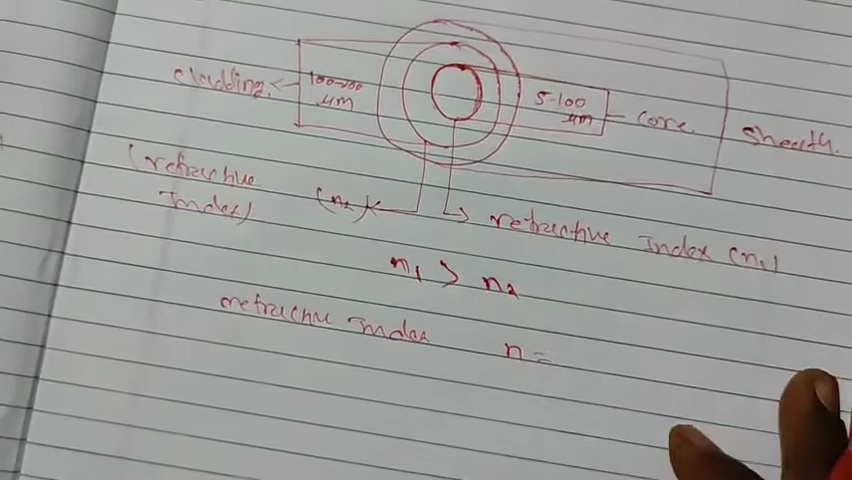 cladding.
100-200
μm
5-100
μm
core.
Sheath.
(refractive
Index)
(n2)
refractive Index (n1)
n1 > n2
refractive Index n =